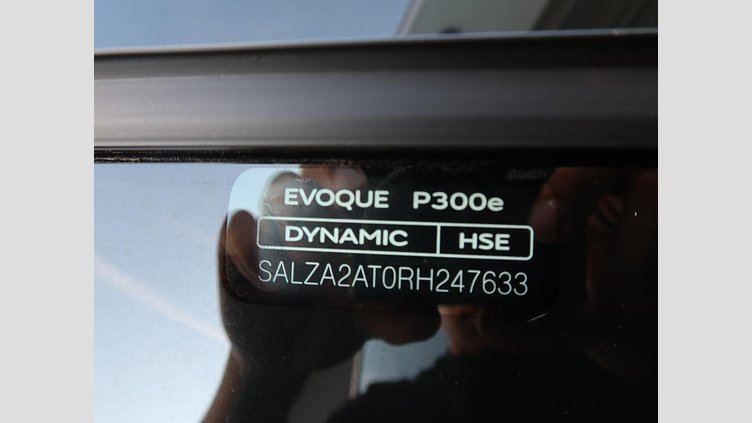 EVOQUE P300e
DYNAMIC HSE
SALZA2AT0RH247633